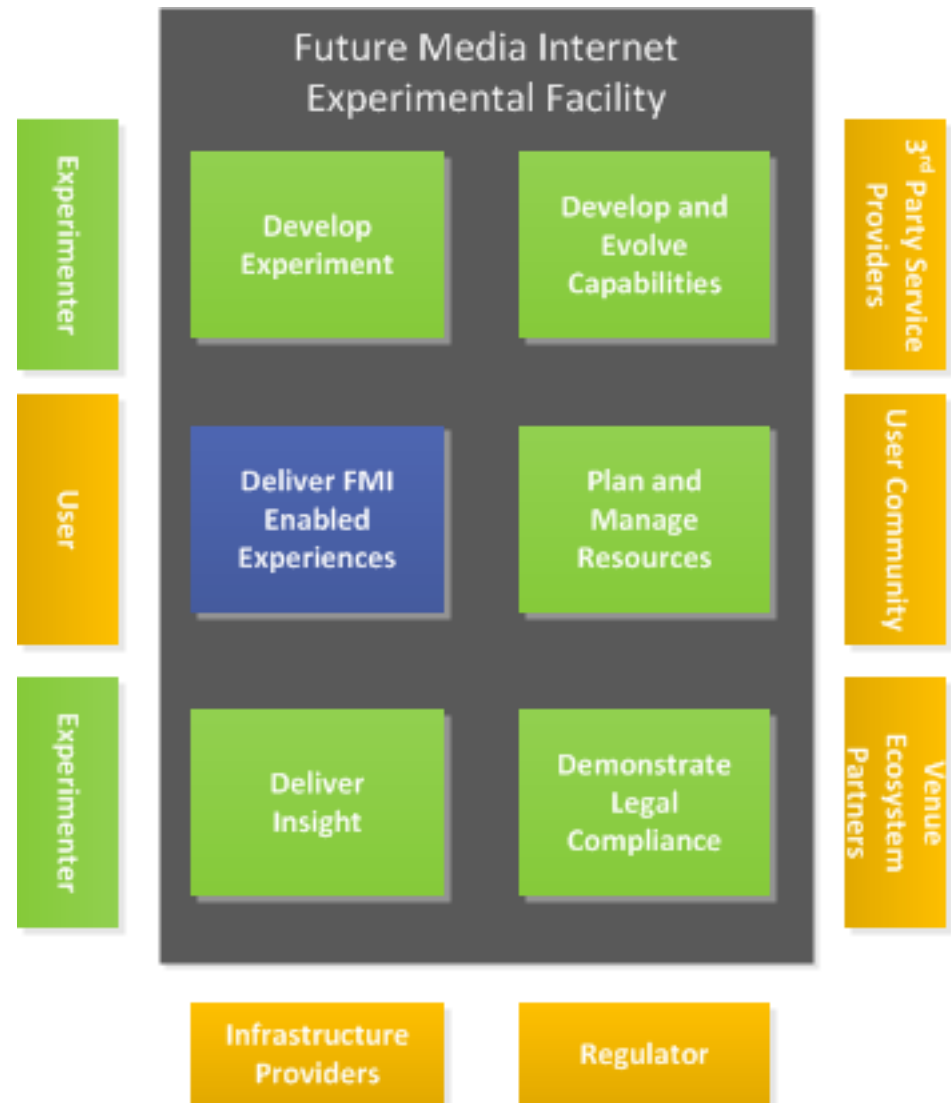 Future Media Internet
Experimental Facility
Experimenter
Develop
Experiment
Develop and
Evolve
Capabilities
3rd Party Service
Providers
User
Deliver FMI
Enabled
Experiences
Plan and
Manage
Resources
User Community
Experimenter
Deliver
Insight
Demonstrate
Legal
Compliance
Venue
Ecosystem
Partners
Infrastructure
Providers
Regulator